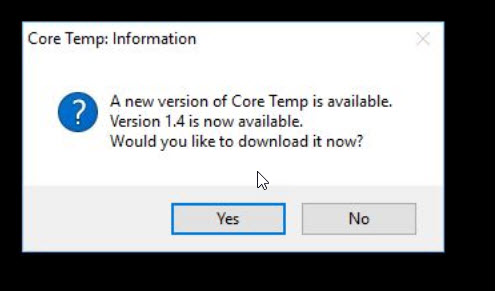 Core Temp: Information
A new version of Core Temp is available.
Version 1.4 is now available.
Would you like to download it now?
Yes
No